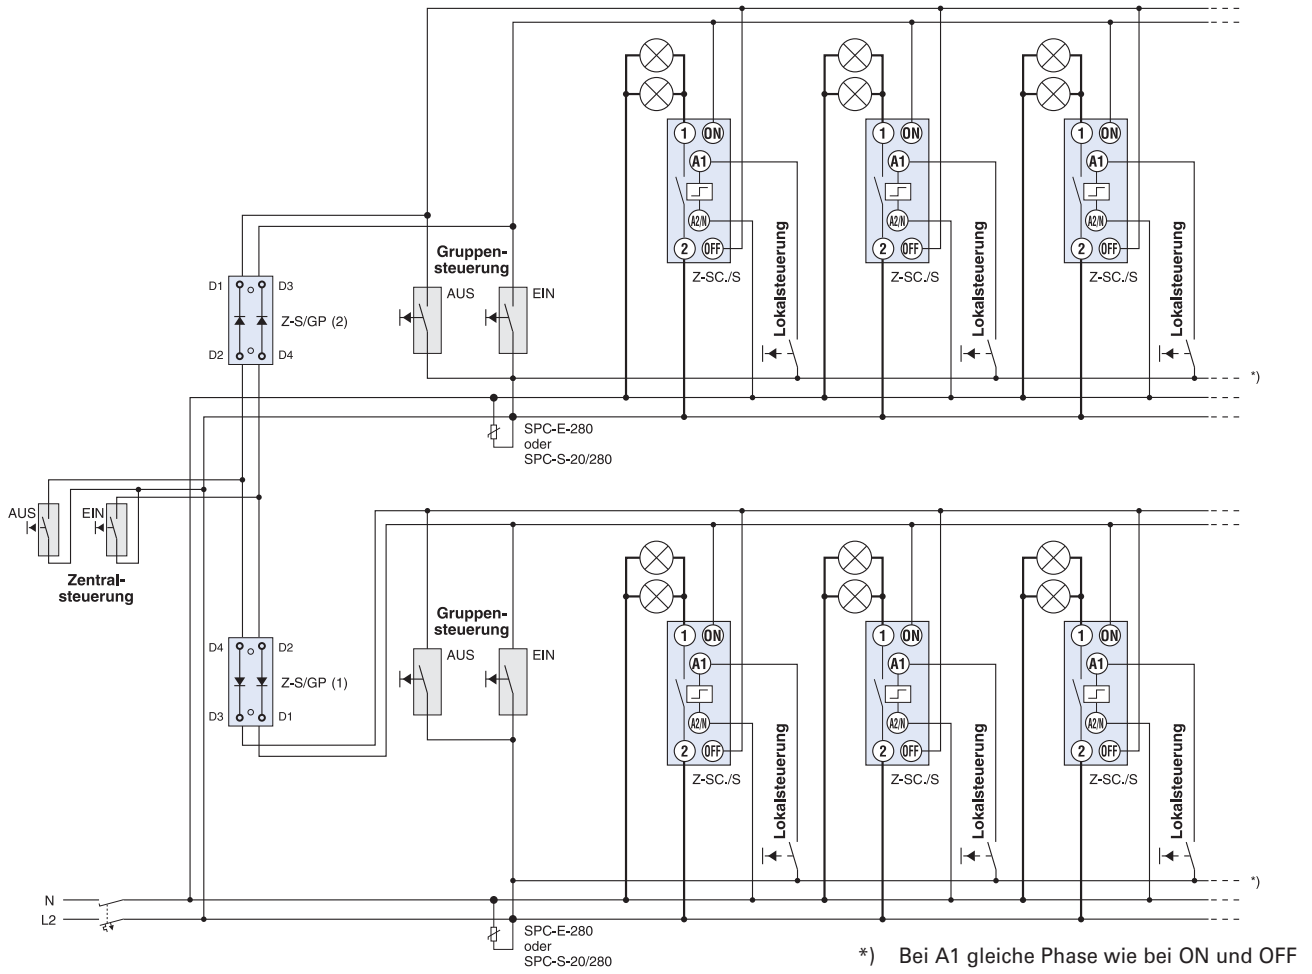 1 ON
A1
A2/N
2 OFF
Z-SC./S
Lokalsteuerung
1 ON
A1
A2/N
2 OFF
Z-SC./S
Lokalsteuerung
1 ON
A1
A2/N
2 OFF
Z-SC./S
Lokalsteuerung
Gruppen-
steuerung
AUS
EIN
D1
D3
Z-S/GP (2)
D2
D4
*)
SPC-E-280
oder
SPC-S-20/280
AUS
EIN
Zentral-
steuerung
1 ON
A1
A2/N
2 OFF
Z-SC./S
Lokalsteuerung
1 ON
A1
A2/N
2 OFF
Z-SC./S
Lokalsteuerung
1 ON
A1
A2/N
2 OFF
Z-SC./S
Lokalsteuerung
Gruppen-
steuerung
AUS
EIN
D4
D2
Z-S/GP (1)
D3
D1
*)
N
L2
SPC-E-280
oder
SPC-S-20/280
*) Bei A1 gleiche Phase wie bei ON und OFF